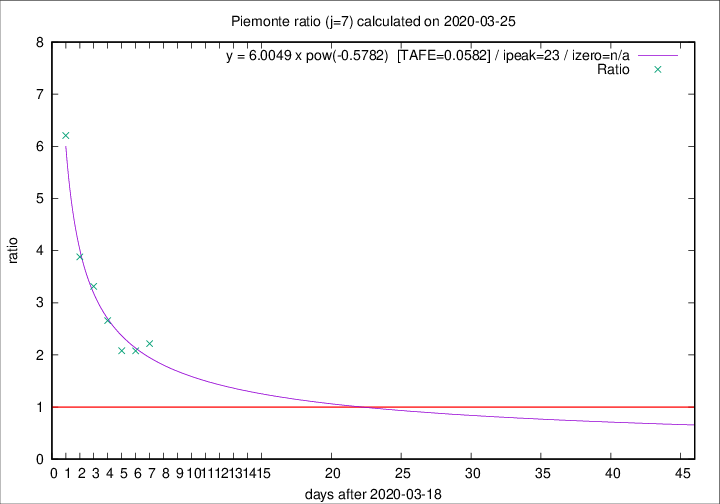 Piemonte ratio (j=7) calculated on 2020-03-25
y = 6.0049 x pow(-0.5782) [TAFE=0.0582] / ipeak=23 / izero=n/a
Ratio
8
7
6
5
4
3
2
1
0
ratio
0 1 2 3 4 5 6 7 8 9 10 11 12 13 14 15 20 25 30 35 40 45
days after 2020-03-18